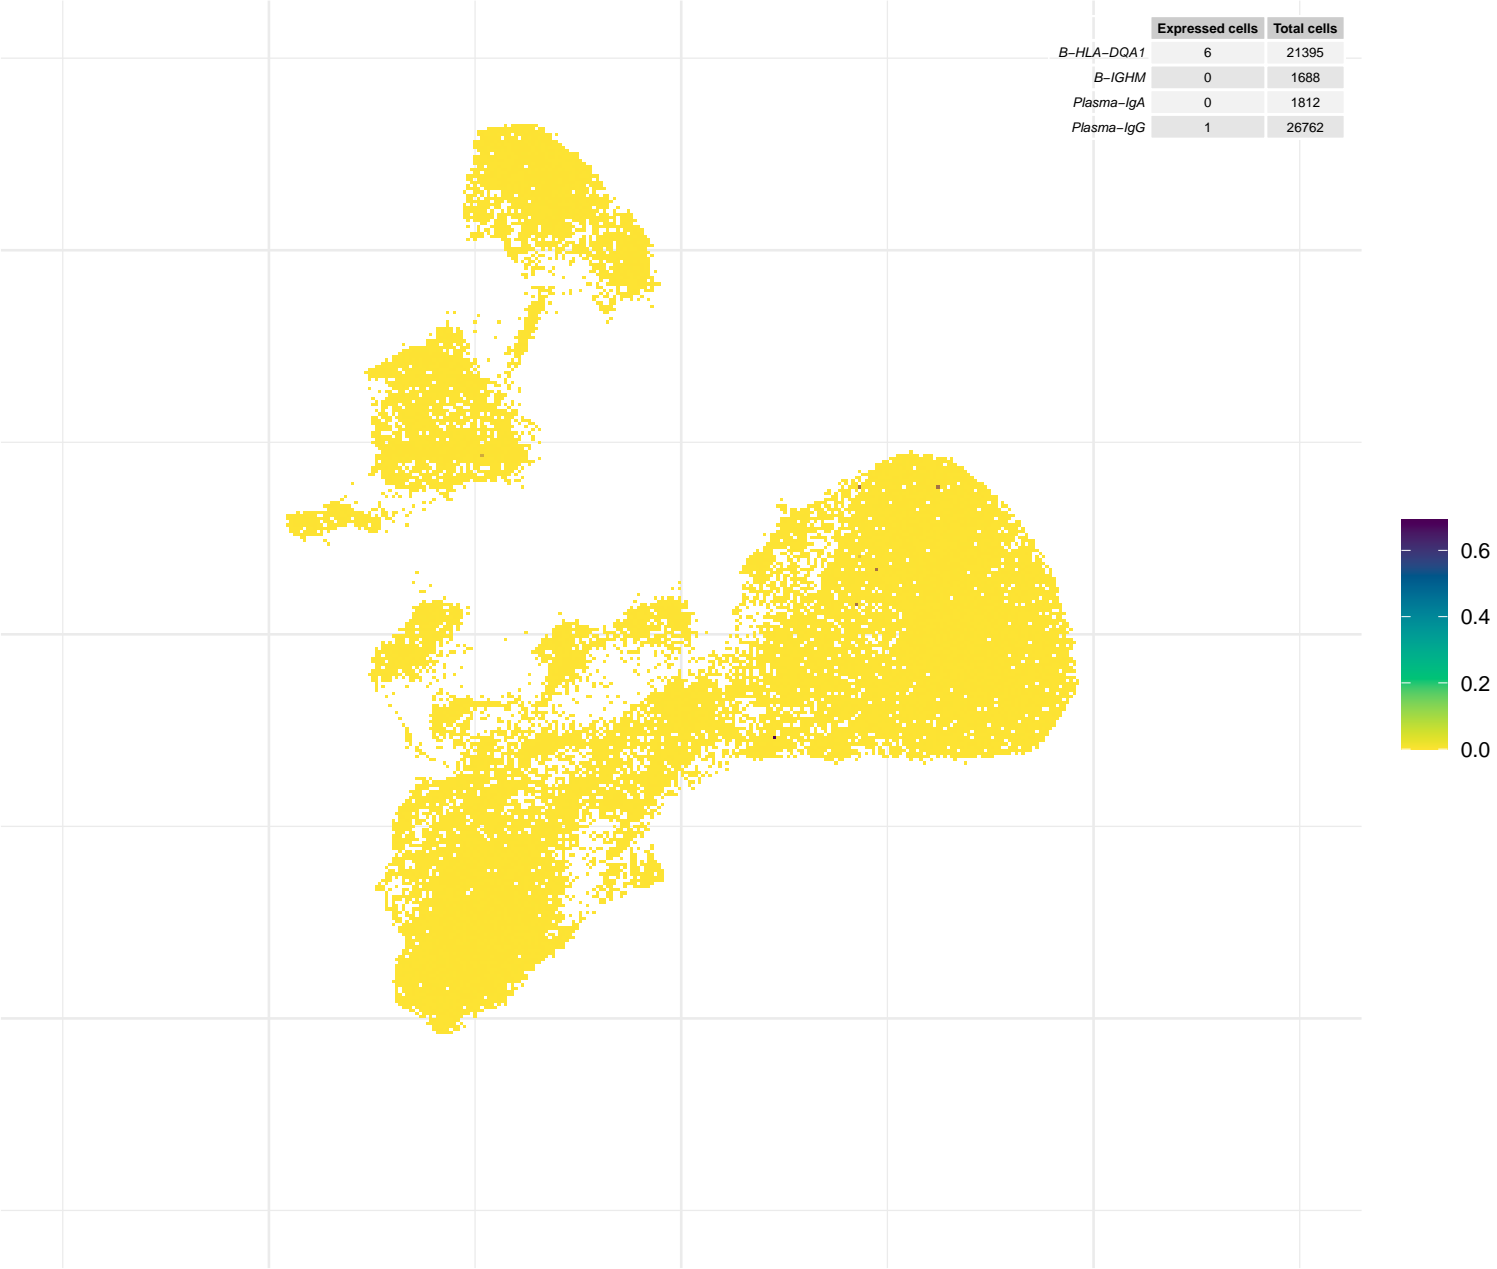 Expressed cells Total cells
B−HLA−DQA1 6 21395
B−IGHM 0 1688
Plasma−IgA 0 1812
Plasma−IgG 1 26762
0.6
0.4
0.2
0.0